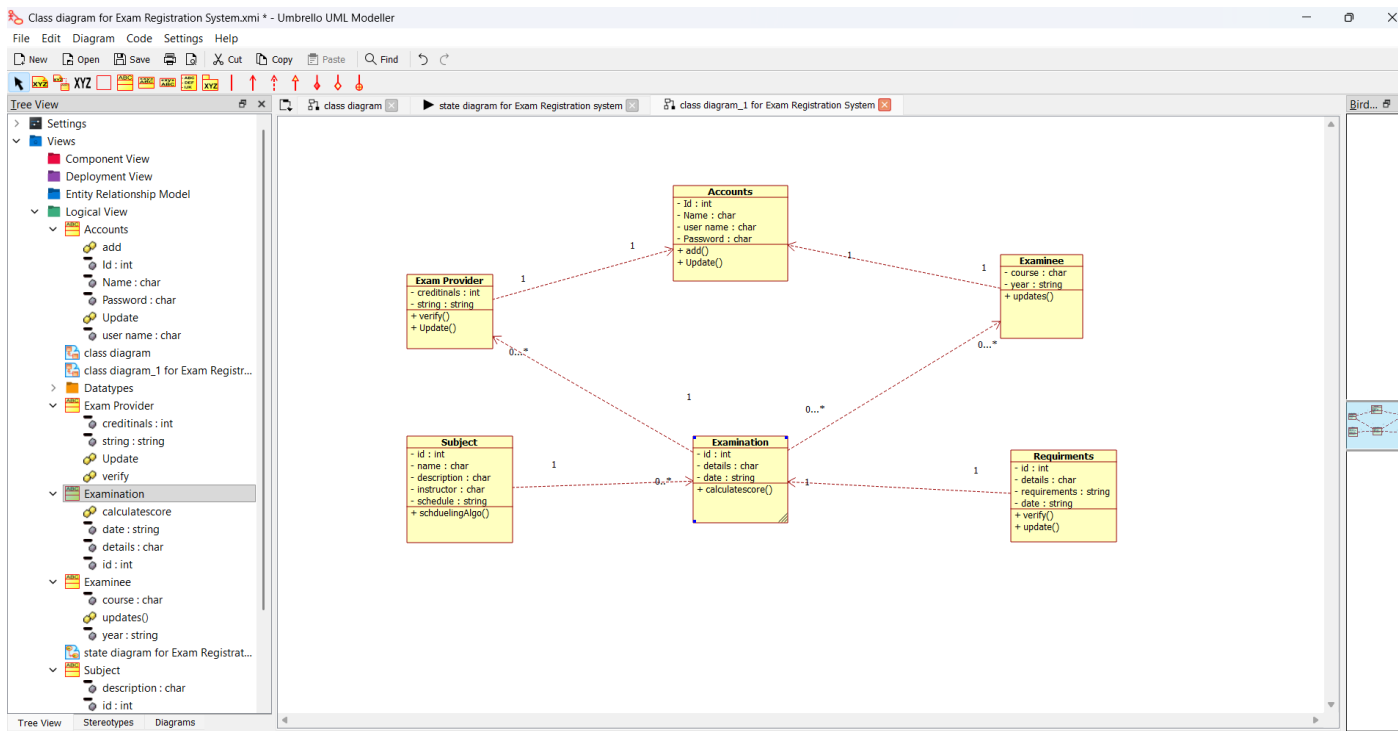 Class diagram for Exam Registration System.xmi * - Umbrello UML Modeller
File Edit Diagram Code Settings Help
New Open Save Cut Copy Paste Find
XYZ XYZ ABC ABC ABC DEF UK XYZ
Tree View
class diagram
state diagram for Exam Registration system
class diagram_1 for Exam Registration System
Bird...
Settings
Views
Component View
Deployment View
Entity Relationship Model
Logical View
Accounts
add
Id : int
Name : char
Password : char
Update
user name : char
class diagram
class diagram_1 for Exam Registr...
Datatypes
Exam Provider
creditinals : int
string : string
Update
verify
Examination
calculatescore
date : string
details : char
id : int
Examinee
course : char
updates()
year : string
state diagram for Exam Registrat...
Subject
description : char
id : int
Tree View Stereotypes Diagrams
Accounts
- Id : int
- Name : char
- user name : char
- Password : char
+ add()
+ Update()
1
1
1
1
Exam Provider
- creditinals : int
- string : string
+ verify()
+ Update()
Examinee
- course : char
- year : string
+ updates()
0...*
0...*
1
0...*
Subject
- id : int
- name : char
- description : char
- instructor : char
- schedule : string
+ schduelingAlgo()
1
0..*
Examination
- id : int
- details : char
- date : string
+ calculatescore()
1
1
Requirments
- id : int
- details : char
- requirements : string
- date : string
+ verify()
+ update()